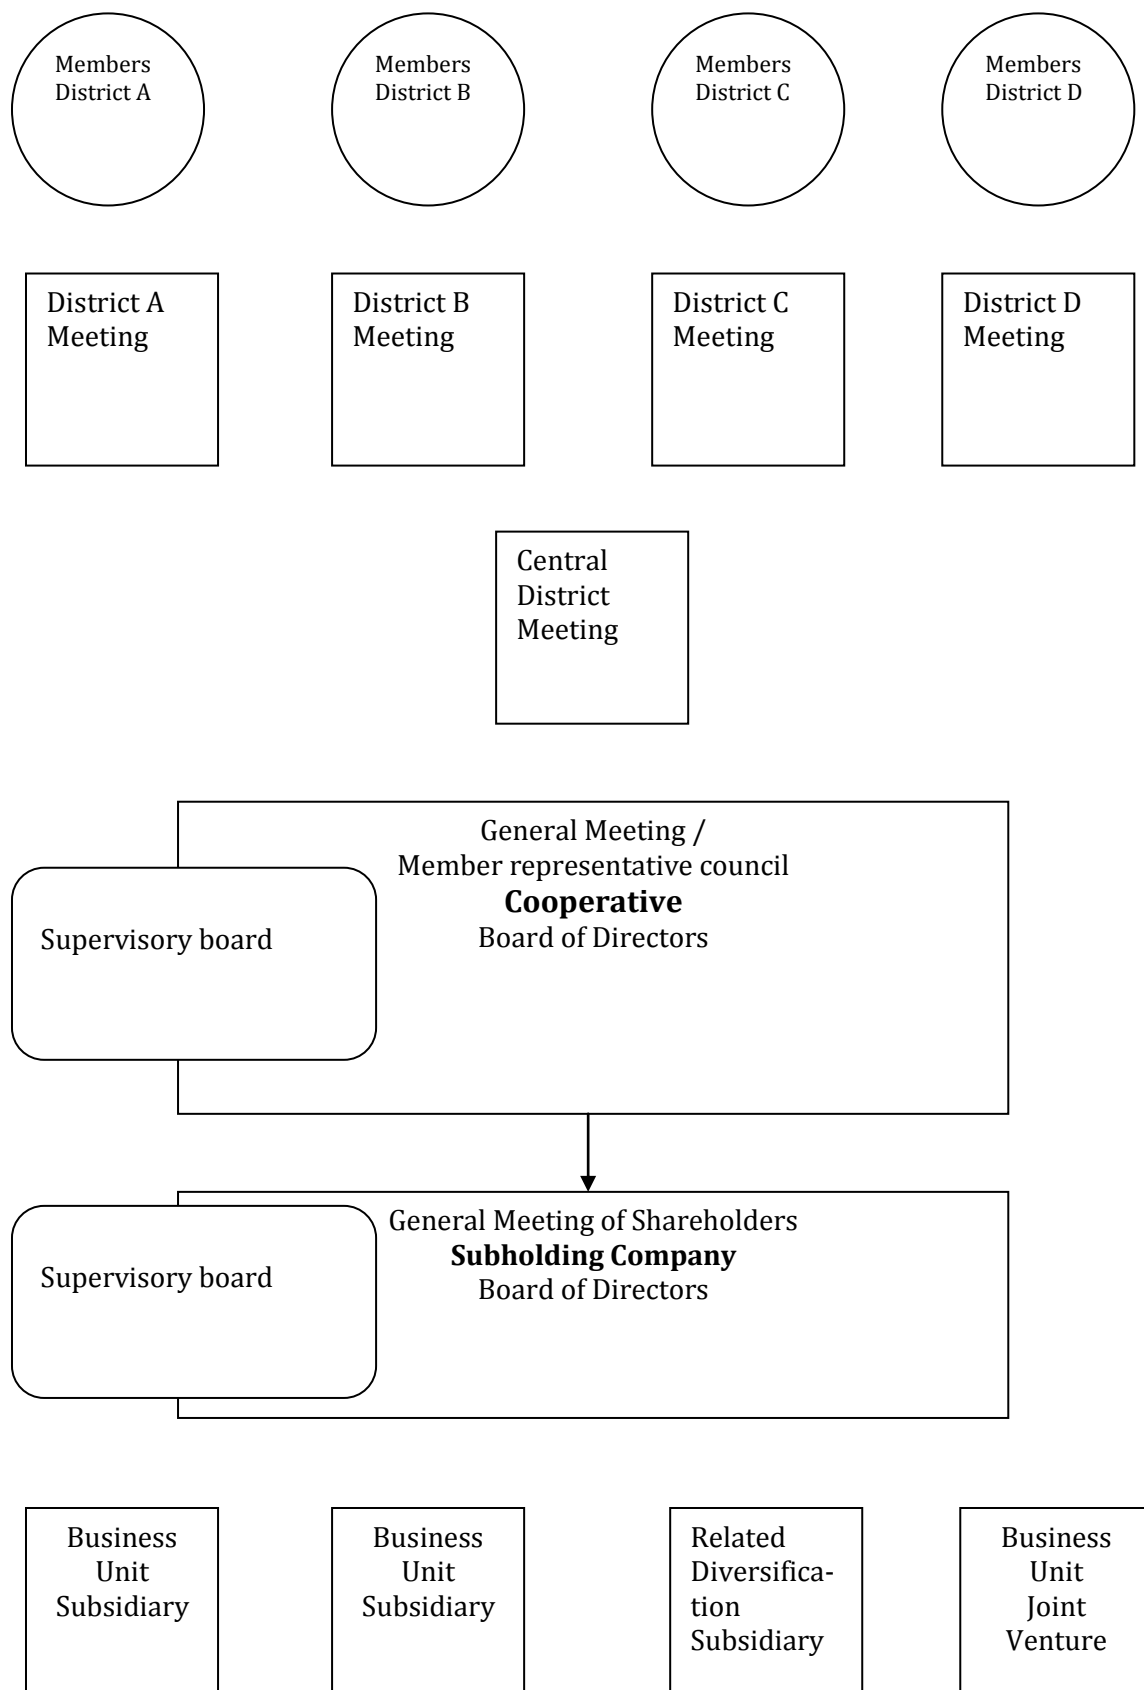 Members
District A
Members
District B
Members
District C
Members
District D
District A
Meeting
District B
Meeting
District C
Meeting
District D
Meeting
Central
District
Meeting
General Meeting /
Member representative council
Cooperative
Board of Directors
Supervisory board
General Meeting of Shareholders
Subholding Company
Board of Directors
Supervisory board
Business
Unit
Subsidiary
Business
Unit
Subsidiary
Related
Diversifica-
tion
Subsidiary
Business
Unit
Joint
Venture